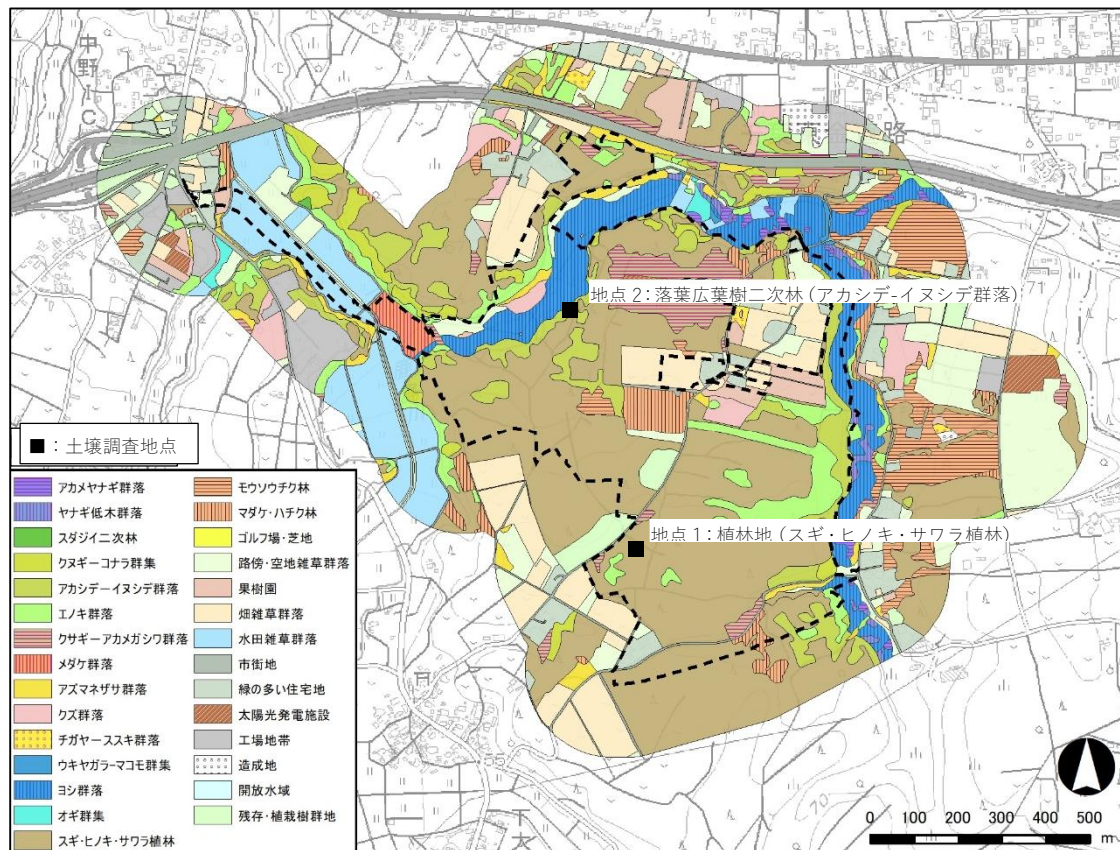 中野IC
路
71
地点2:落葉広葉樹二次林(アカシデ-イヌシデ群落)
■:土壌調査地点
地点1:植林地(スギ・ヒノキ・サワラ植林)
アカメヤナギ群落
ヤナギ低木群落
スダジイ二次林
クヌギーコナラ群集
アカシデーイヌシデ群落
エノキ群落
クサギーアカメガシワ群落
メダケ群落
アズマネザサ群落
クズ群落
チガヤーススキ群落
ウキヤガラーマコモ群集
ヨシ群落
オギ群集
スギ・ヒノキ・サワラ植林
モウソウチク林
マダケ・ハチク林
ゴルフ場・芝地
路傍・空地雑草群落
果樹園
畑雑草群落
水田雑草群落
市街地
緑の多い住宅地
太陽光発電施設
工場地帯
造成地
開放水域
残存・植栽樹群地
70
0 100 200 300 400 500
m